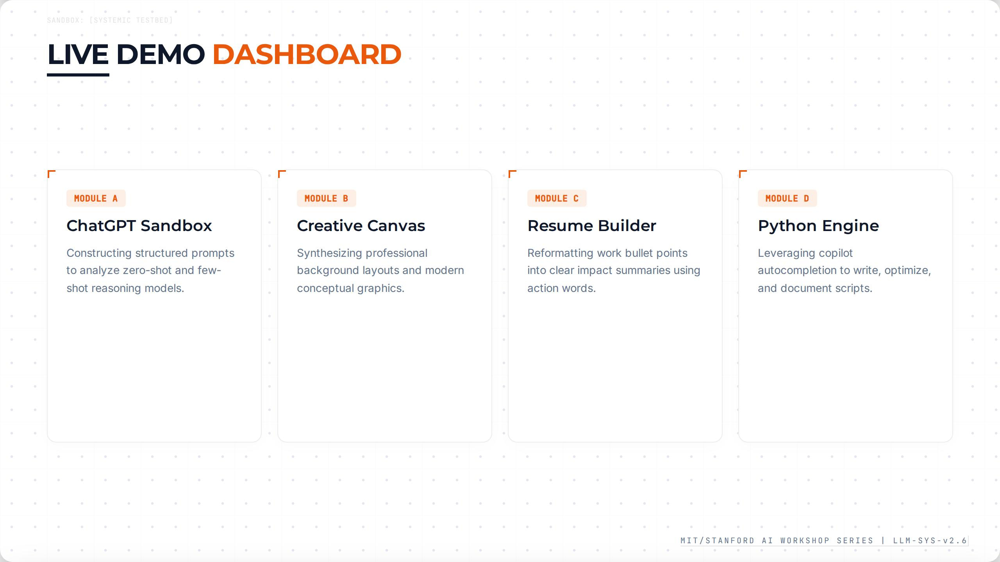 SANDBOX: [SYSTEMIC TESTBED]
LIVE DEMO DASHBOARD
MODULE A
ChatGPT Sandbox
Constructing structured prompts
to analyze zero-shot and few-
shot reasoning models.
MODULE B
Creative Canvas
Synthesizing professional
background layouts and modern
conceptual graphics.
MODULE C
Resume Builder
Reformatting work bullet points
into clear impact summaries using
action words.
MODULE D
Python Engine
Leveraging copilot
autocompletion to write, optimize,
and document scripts.
MIT/STANFORD AI WORKSHOP SERIES | LLM-SYS-v2.6